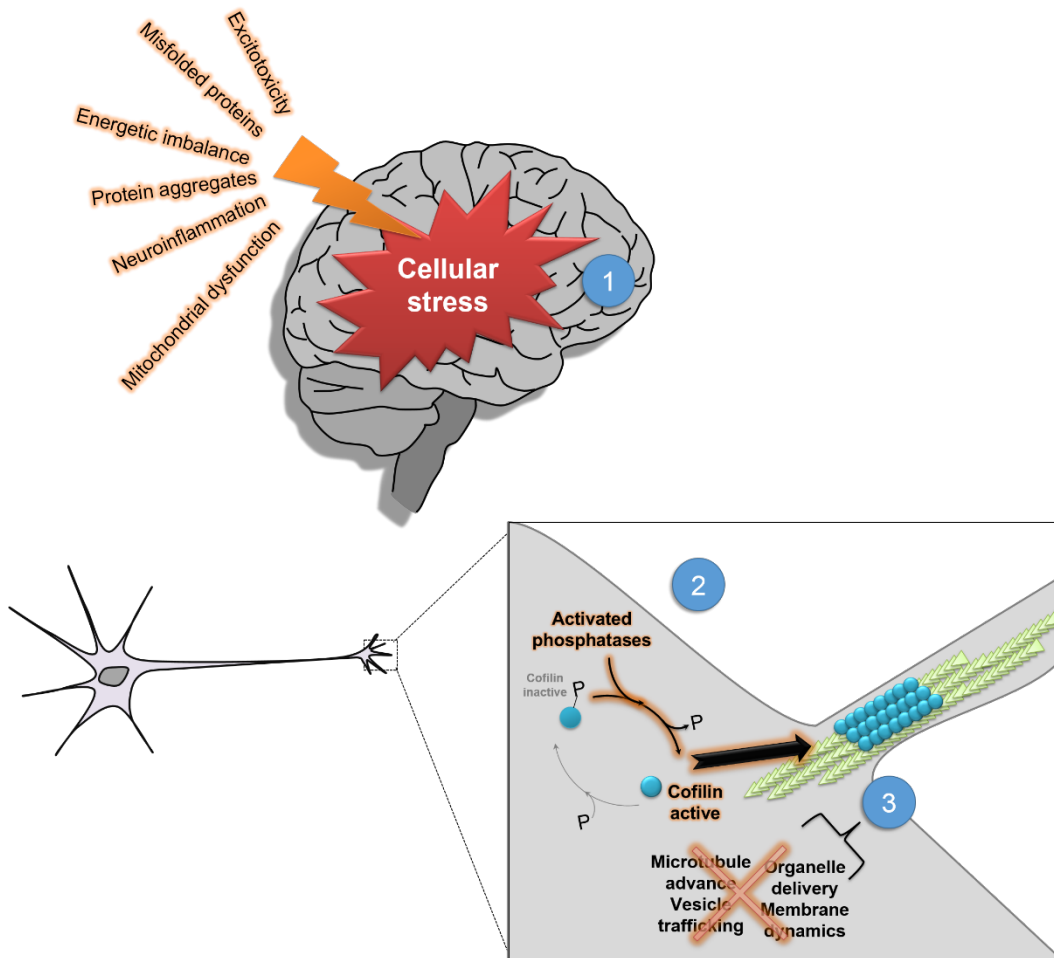 Excitotoxicity
Misfolded proteins
Energetic imbalance
Protein aggregates
Neuroinflammation
Mitochondrial dysfunction
Cellular
stress
1
2
Activated
phosphatases
Cofilin
inactive
P
P
Cofilin
active
P
3
Microtubule
advance
Vesicle
trafficking
Organelle
delivery
Membrane
dynamics